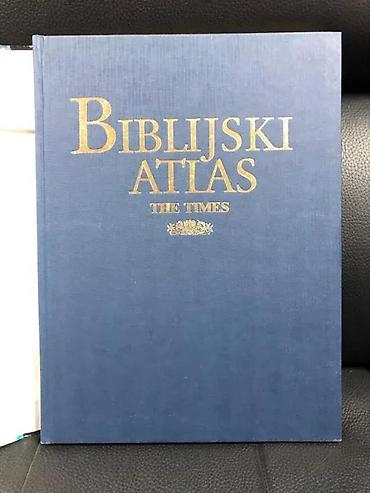 BIBLIJSKI
ATLAS
THE TIMES